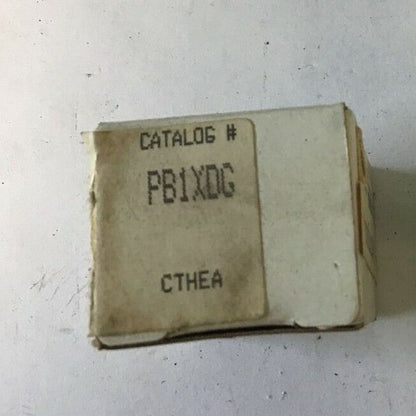 CATALOG #
PB1XDG
CTHEA